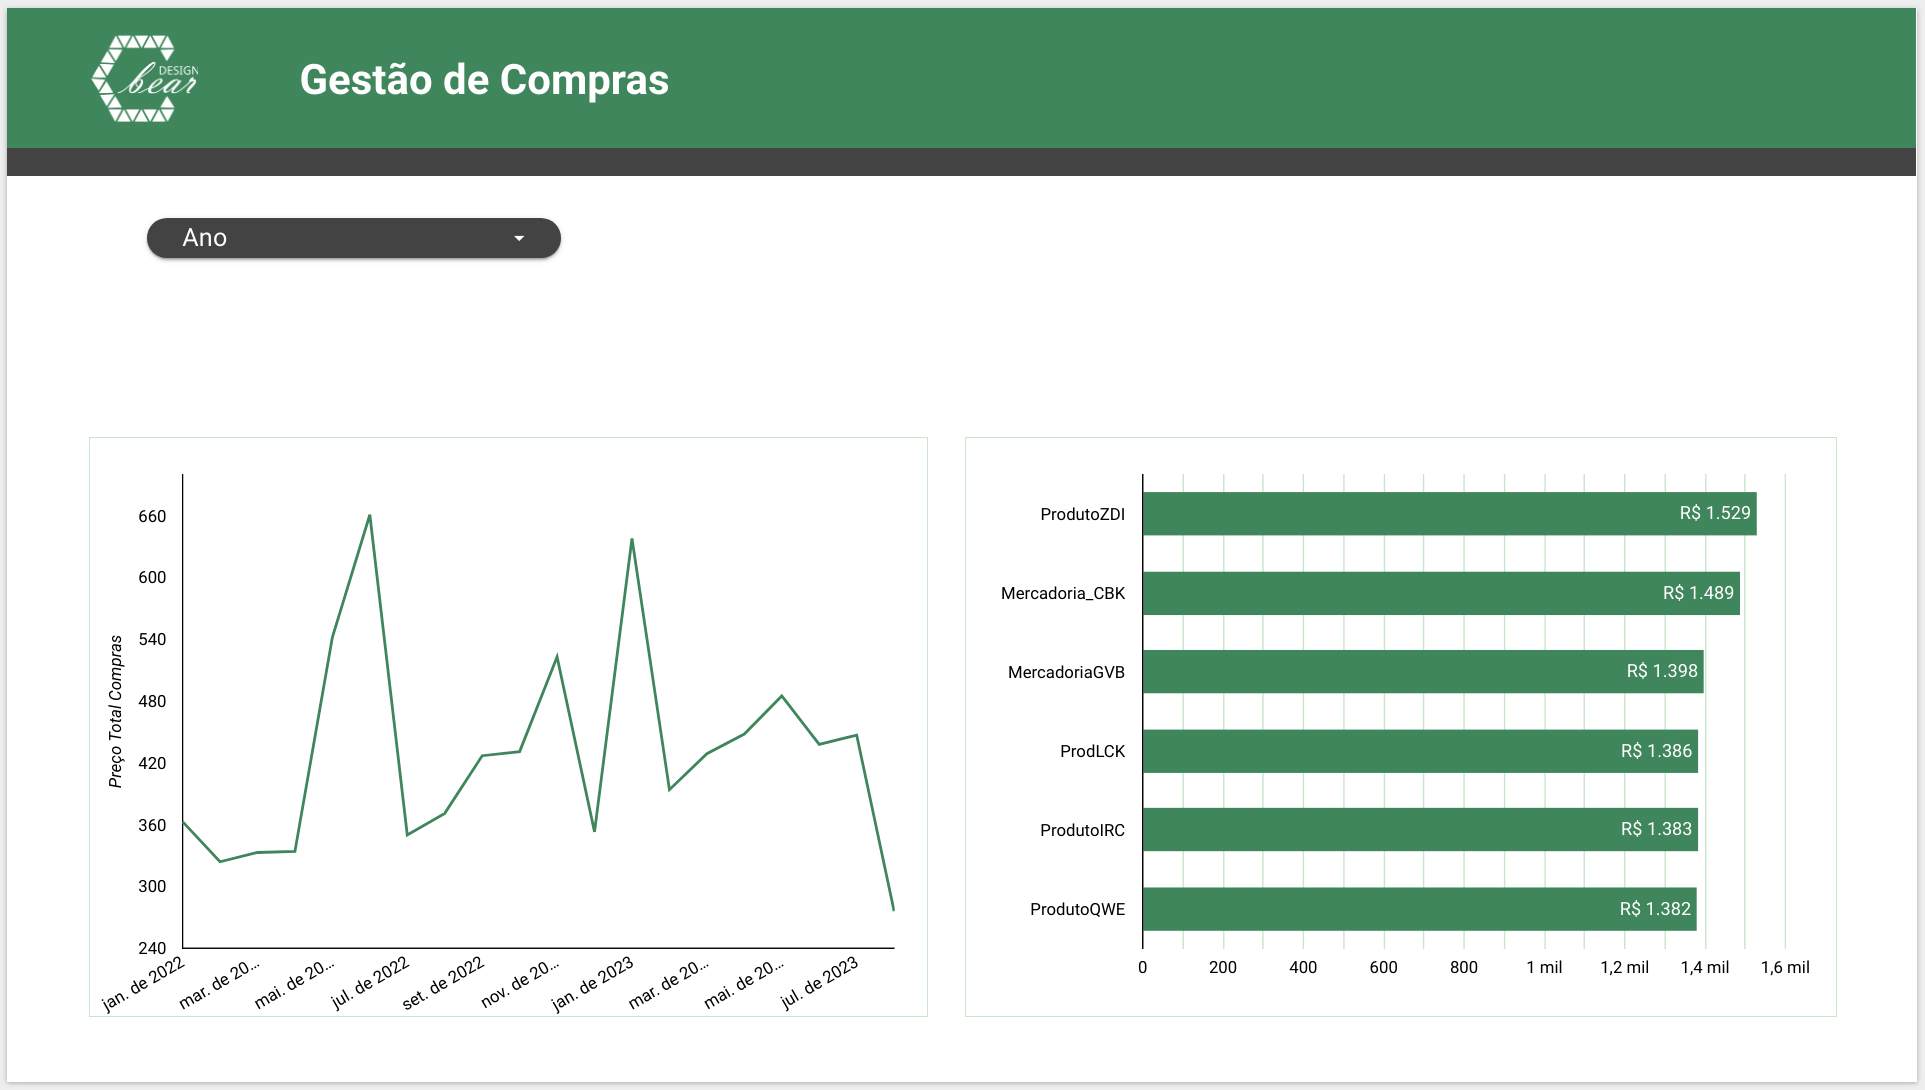 DESIGN
bear
Gestão de Compras
Ano
660
600
540
480
420
360
300
240
Preço Total Compras
jan. de 2022
mar. de 20...
mai. de 20...
jul. de 2022
set. de 2022
nov. de 20...
jan. de 2023
mar. de 20...
mai. de 20...
jul. de 2023
ProdutoZDI R$ 1.529
Mercadoria_CBK R$ 1.489
MercadoriaGVB R$ 1.398
ProdLCK R$ 1.386
ProdutoIRC R$ 1.383
ProdutoQWE R$ 1.382
0 200 400 600 800 1 mil 1,2 mil 1,4 mil 1,6 mil